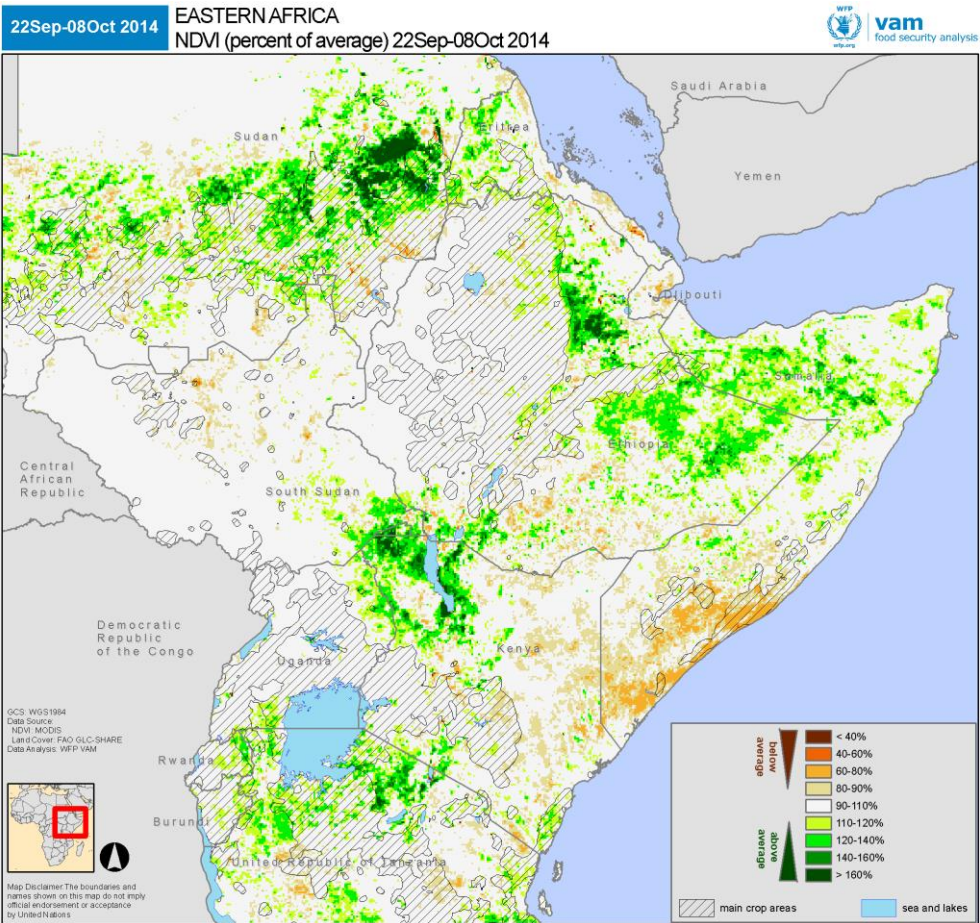 22Sep-08Oct 2014
EASTERN AFRICA
NDVI (percent of average) 22Sep-08Oct 2014
WFP
wfp.org
vam
food security analysis
Saudi Arabia
Sudan
Eritrea
Yemen
Djibouti
Somalia
Ethiopia
Central
African
Republic
South Sudan
Democratic
Republic
of the Congo
Kenya
Uganda
GCS: WGS1984
Data Source:
NDVI: MODIS
Land Cover: FAO GLC-SHARE
Data Analysis: WFP VAM
Rwanda
Burundi
United Republic of Tanzania
Map Disclaimer: The boundaries and
names shown on this map do not imply
official endorsement or acceptance
by United Nations
below
average
above
average
< 40%
40-60%
60-80%
80-90%
90-110%
110-120%
120-140%
140-160%
> 160%
main crop areas
sea and lakes